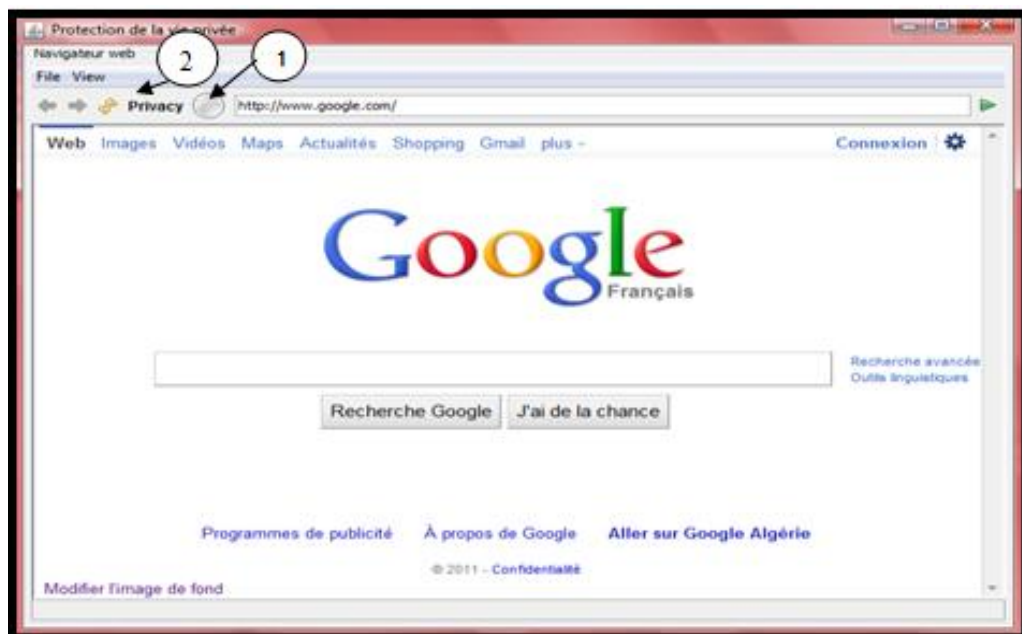 Protection de la vie privée
Navigateur web
2 1
File View
Privacy http://www.google.com/
Web Images Vidéos Maps Actualités Shopping Gmail plus - Connexion
Google
Français
Recherche avancée
Outils linguistiques
Recherche Google J'ai de la chance
Programmes de publicité À propos de Google Aller sur Google Algérie
© 2011 - Confidentialité
Modifier l'image de fond